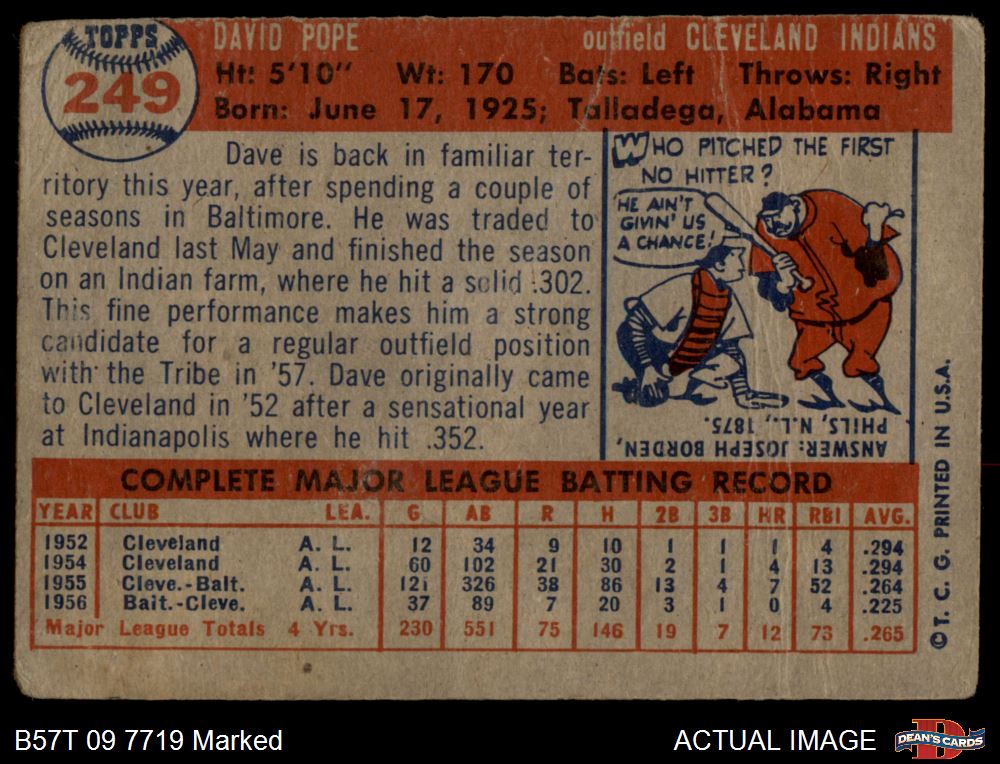 TOPPS
249
DAVID POPE outfield CLEVELAND INDIANS
Ht: 5'10" Wt: 170 Bats: Left Throws: Right
Born: June 17, 1925; Talladega, Alabama
Dave is back in familiar ter-
ritory this year, after spending a couple of
seasons in Baltimore. He was traded to
Cleveland last May and finished the season
on an Indian farm, where he hit a solid .302.
This fine performance makes him a strong
candidate for a regular outfield position
with the Tribe in '57. Dave originally came
to Cleveland in '52 after a sensational year
at Indianapolis where he hit .352.
WHO PITCHED THE FIRST
NO HITTER?
HE AIN'T
GIVIN' US
A CHANCE!
ANSWER: JOSEPH BORDEN,
PHILS, N.L., 1875.
COMPLETE MAJOR LEAGUE BATTING RECORD
YEAR CLUB LEA. G AB R H 2B 3B HR RBI AVG.
1952 Cleveland A. L. 12 34 9 10 1 1 1 4 .294
1954 Cleveland A. L. 60 102 21 30 2 1 4 13 .294
1955 Cleve.-Balt. A. L. 121 326 38 86 13 4 7 52 .264
1956 Balt.-Cleve. A. L. 37 89 7 20 3 1 0 4 .225
Major League Totals 4 Yrs. 230 551 75 146 19 7 12 73 .265
© T. C. G. PRINTED IN U.S.A.
B57T 09 7719 Marked
ACTUAL IMAGE
DEAN'S CARDS